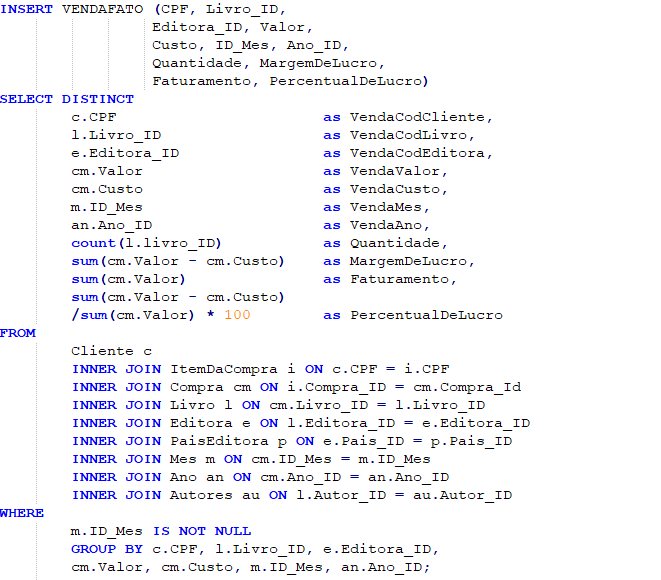 INSERT VENDAFATO (CPF, Livro_ID,
Editora_ID, Valor,
Custo, ID_Mes, Ano_ID,
Quantidade, MargemDeLucro,
Faturamento, PercentualDeLucro)
SELECT DISTINCT
c.CPF as VendaCodCliente,
l.Livro_ID as VendaCodLivro,
e.Editora_ID as VendaCodEditora,
cm.Valor as VendaValor,
cm.Custo as VendaCusto,
m.ID_Mes as VendaMes,
an.Ano_ID as VendaAno,
count(l.livro_ID) as Quantidade,
sum(cm.Valor - cm.Custo) as MargemDeLucro,
sum(cm.Valor) as Faturamento,
sum(cm.Valor - cm.Custo)
/sum(cm.Valor) * 100 as PercentualDeLucro
FROM
Cliente c
INNER JOIN ItemDaCompra i ON c.CPF = i.CPF
INNER JOIN Compra cm ON i.Compra_ID = cm.Compra_Id
INNER JOIN Livro l ON cm.Livro_ID = l.Livro_ID
INNER JOIN Editora e ON l.Editora_ID = e.Editora_ID
INNER JOIN PaisEditora p ON e.Pais_ID = p.Pais_ID
INNER JOIN Mes m ON cm.ID_Mes = m.ID_Mes
INNER JOIN Ano an ON cm.Ano_ID = an.Ano_ID
INNER JOIN Autores au ON l.Autor_ID = au.Autor_ID
WHERE
m.ID_Mes IS NOT NULL
GROUP BY c.CPF, l.Livro_ID, e.Editora_ID,
cm.Valor, cm.Custo, m.ID_Mes, an.Ano_ID;